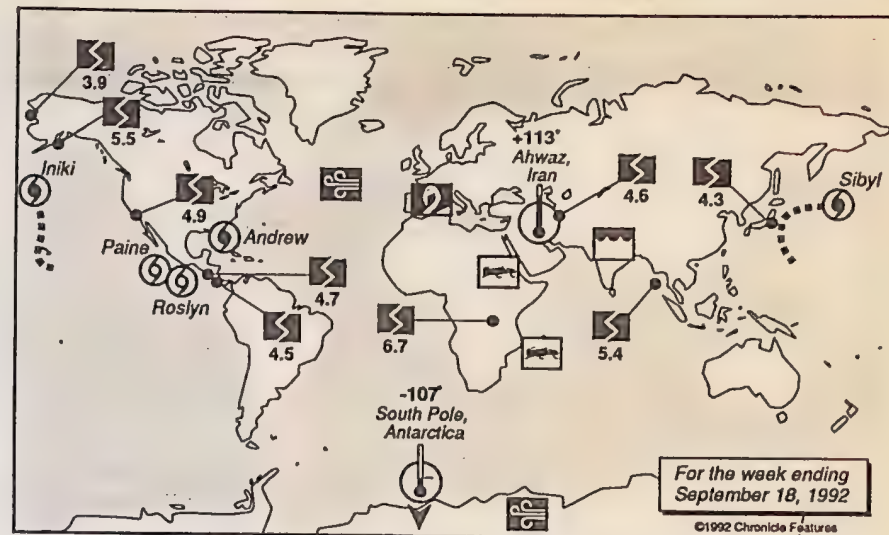 3.9
5.5
Iniki
4.9
Paine
Andrew
Roslyn
4.7
4.5
+113°
Ahwaz,
Iran
4.6
4.3
Sibyl
6.7
5.4
-107°
South Pole,
Antarctica
For the week ending
September 18, 1992
©1992 Chronicle Features